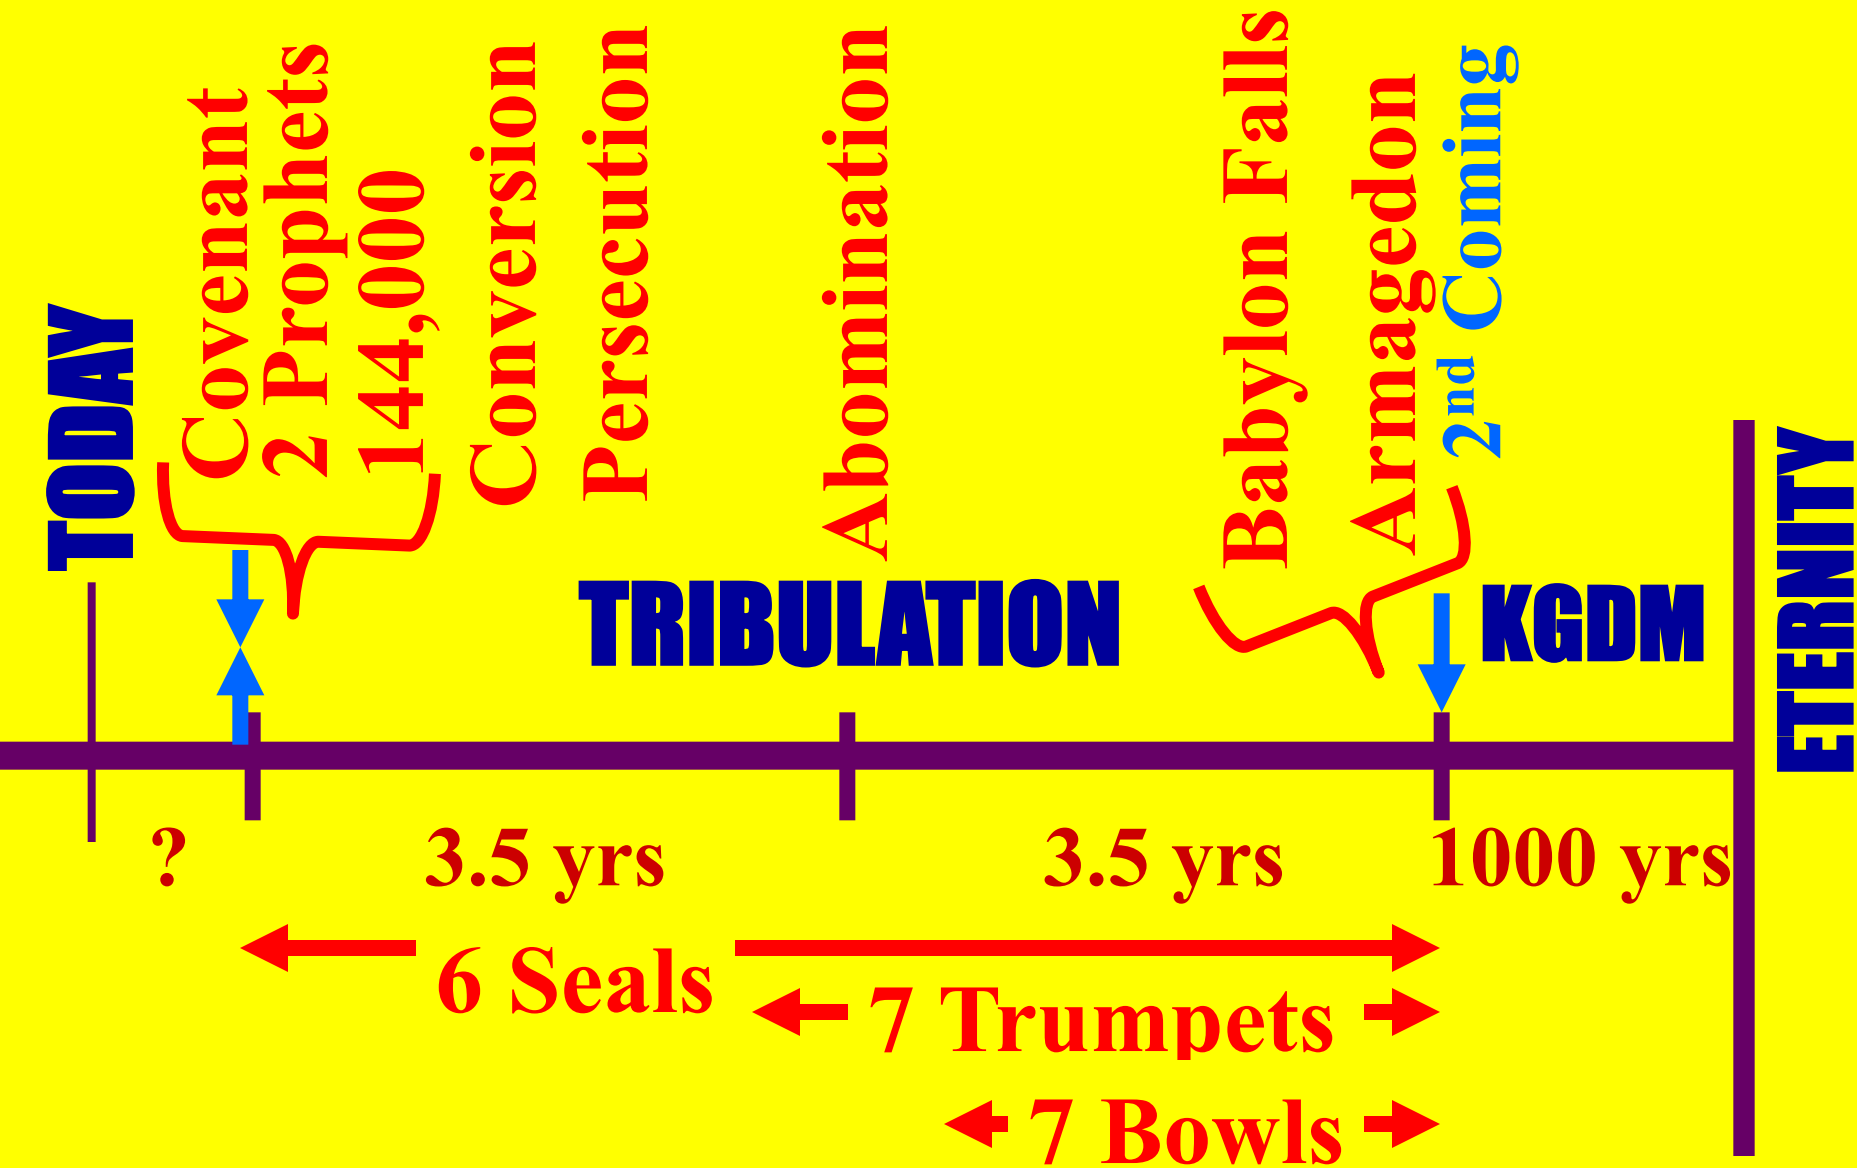 TODAY
Covenant
2 Prophets
144,000
Conversion
Persecution
Abomination
Babylon Falls
Armagedon
2nd Coming
TRIBULATION
KGDM
ETERNITY
?
3.5 yrs
3.5 yrs
1000 yrs
6 Seals
7 Trumpets
7 Bowls